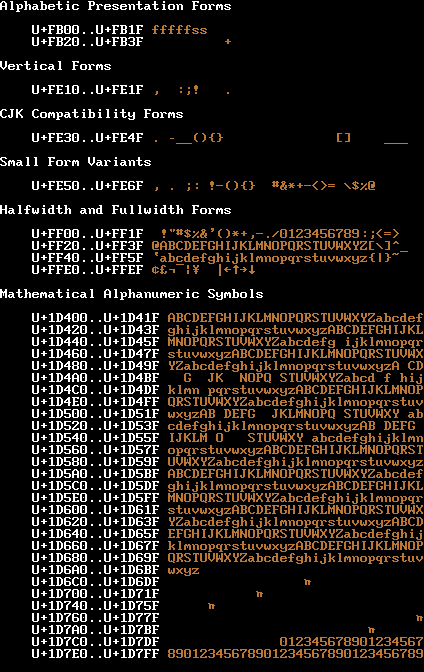 Alphabetic Presentation Forms
U+FB00..U+FB1F fffffss
U+FB20..U+FB3F +
Vertical Forms
U+FE10..U+FE1F , :;! .
CJK Compatibility Forms
U+FE30..U+FE4F . -__(){} [] ___
Small Form Variants
U+FE50..U+FE6F , . ;: !-(){} #&*+-<>= \$%@
Halfwidth and Fullwidth Forms
U+FF00..U+FF1F !"#$%&'()*+,-./0123456789:;<=>
U+FF20..U+FF3F @ABCDEFGHIJKLMNOPQRSTUVWXYZ[\]^_
U+FF40..U+FF5F `abcdefghijklmnopqrstuvwxyz{|}~
U+FFE0..U+FFEF ¢£¬¯¦¥ |←↑→↓
Mathematical Alphanumeric Symbols
U+1D400..U+1D41F ABCDEFGHIJKLMNOPQRSTUVWXYZabcdef
U+1D420..U+1D43F ghijklmnopqrstuvwxyzABCDEFGHIJKL
U+1D440..U+1D45F MNOPQRSTUVWXYZabcdefg ijklmnopqr
U+1D460..U+1D47F stuvwxyzABCDEFGHIJKLMNOPQRSTUVWX
U+1D480..U+1D49F YZabcdefghijklmnopqrstuvwxyzA CD
U+1D4A0..U+1D4BF G JK NOPQ STUVWXYZabcd f hij
U+1D4C0..U+1D4DF klmn pqrstuvwxyzABCDEFGHIJKLMNOP
U+1D4E0..U+1D4FF QRSTUVWXYZabcdefghijklmnopqrstuv
U+1D500..U+1D51F wxyzAB DEFG JKLMNOPQ STUVWXY ab
U+1D520..U+1D53F cdefghijklmnopqrstuvwxyzAB DEFG
U+1D540..U+1D55F IJKLM O STUVWXY abcdefghijklmn
U+1D560..U+1D57F opqrstuvwxyzABCDEFGHIJKLMNOPQRST
U+1D580..U+1D59F UVWXYZabcdefghijklmnopqrstuvwxyz
U+1D5A0..U+1D5BF ABCDEFGHIJKLMNOPQRSTUVWXYZabcdef
U+1D5C0..U+1D5DF ghijklmnopqrstuvwxyzABCDEFGHIJKL
U+1D5E0..U+1D5FF MNOPQRSTUVWXYZabcdefghijklmnopqr
U+1D600..U+1D61F stuvwxyzABCDEFGHIJKLMNOPQRSTUVWX
U+1D620..U+1D63F YZabcdefghijklmnopqrstuvwxyzABCD
U+1D640..U+1D65F EFGHIJKLMNOPQRSTUVWXYZabcdefghij
U+1D660..U+1D67F klmnopqrstuvwxyzABCDEFGHIJKLMNOP
U+1D680..U+1D69F QRSTUVWXYZabcdefghijklmnopqrstuv
U+1D6A0..U+1D6BF wxyz
U+1D6C0..U+1D6DF π
U+1D700..U+1D71F π
U+1D740..U+1D75F π
U+1D760..U+1D77F π
U+1D7A0..U+1D7BF π
U+1D7C0..U+1D7DF 012345678901234567
U+1D7E0..U+1D7FF 89012345678901234567890123456789